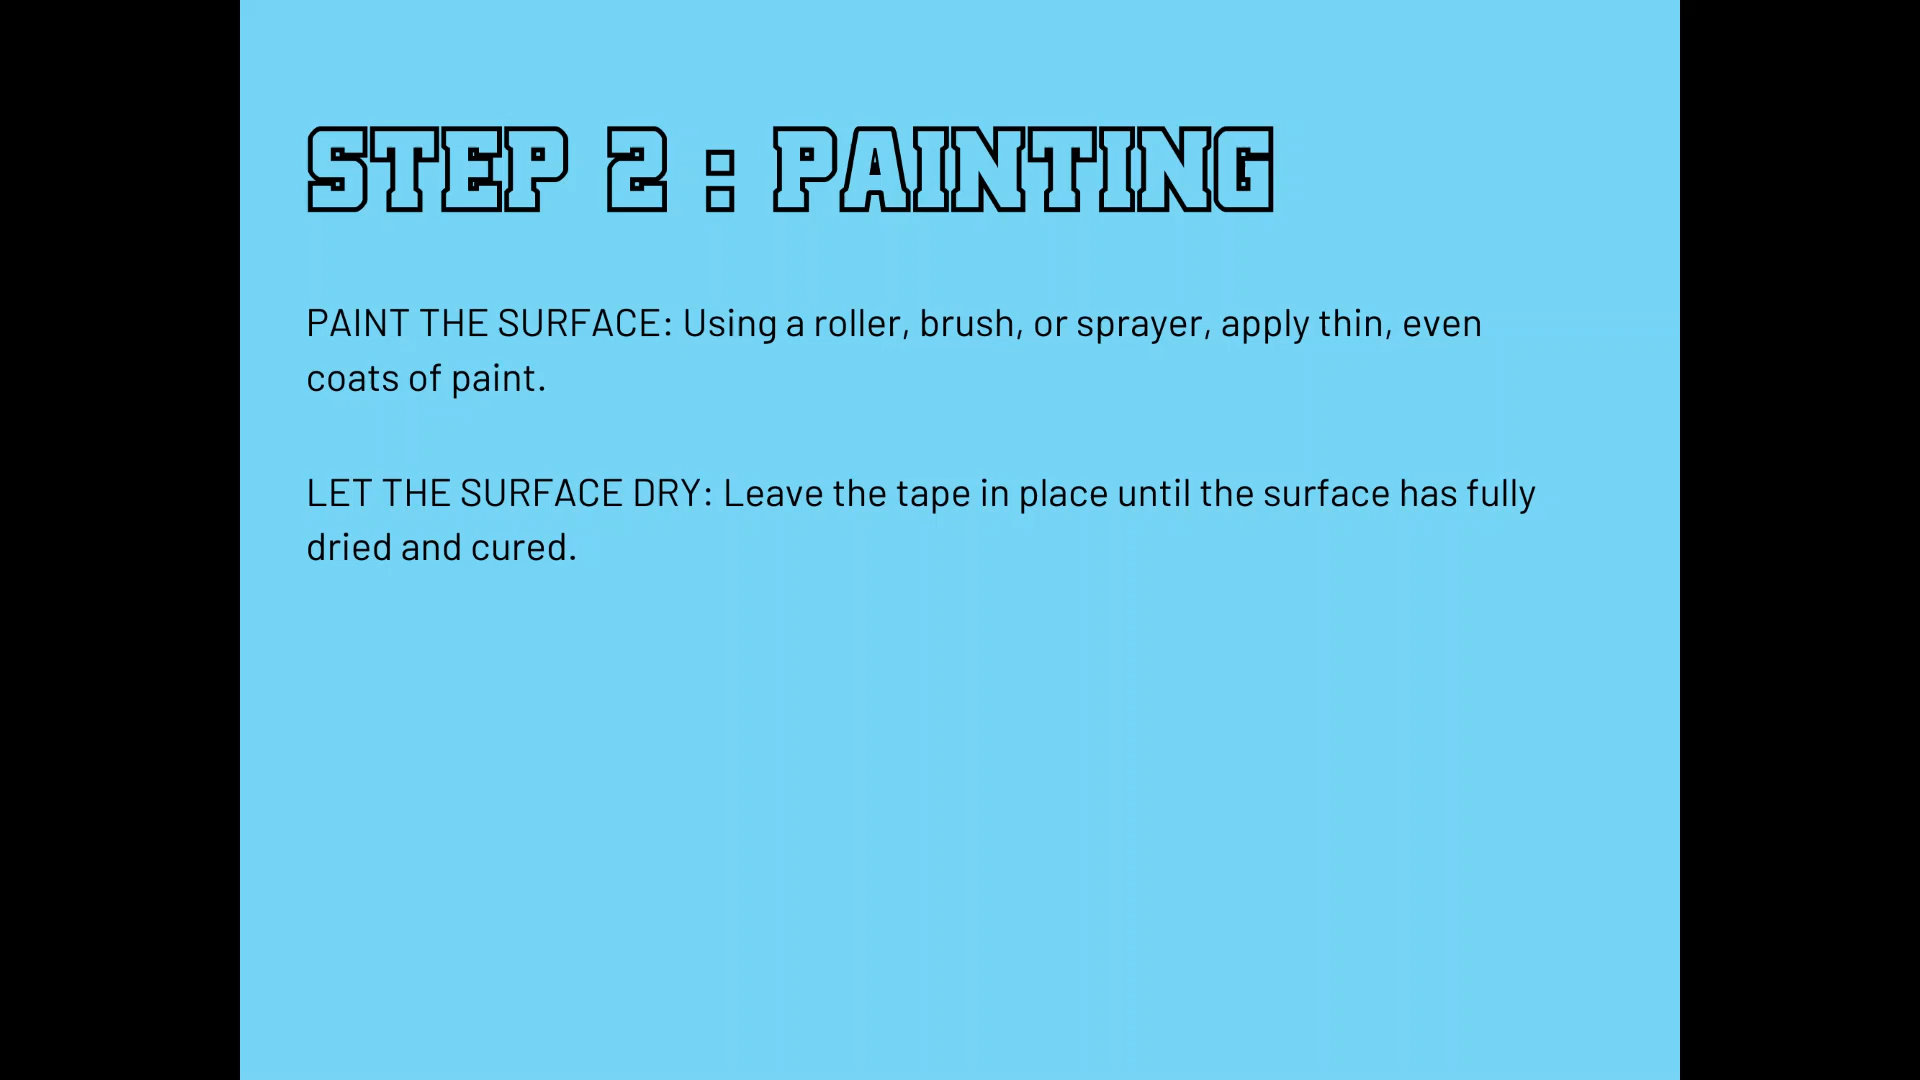 STEP 2 : PAINTING
PAINT THE SURFACE: Using a roller, brush, or sprayer, apply thin, even
coats of paint.
LET THE SURFACE DRY: Leave the tape in place until the surface has fully
dried and cured.